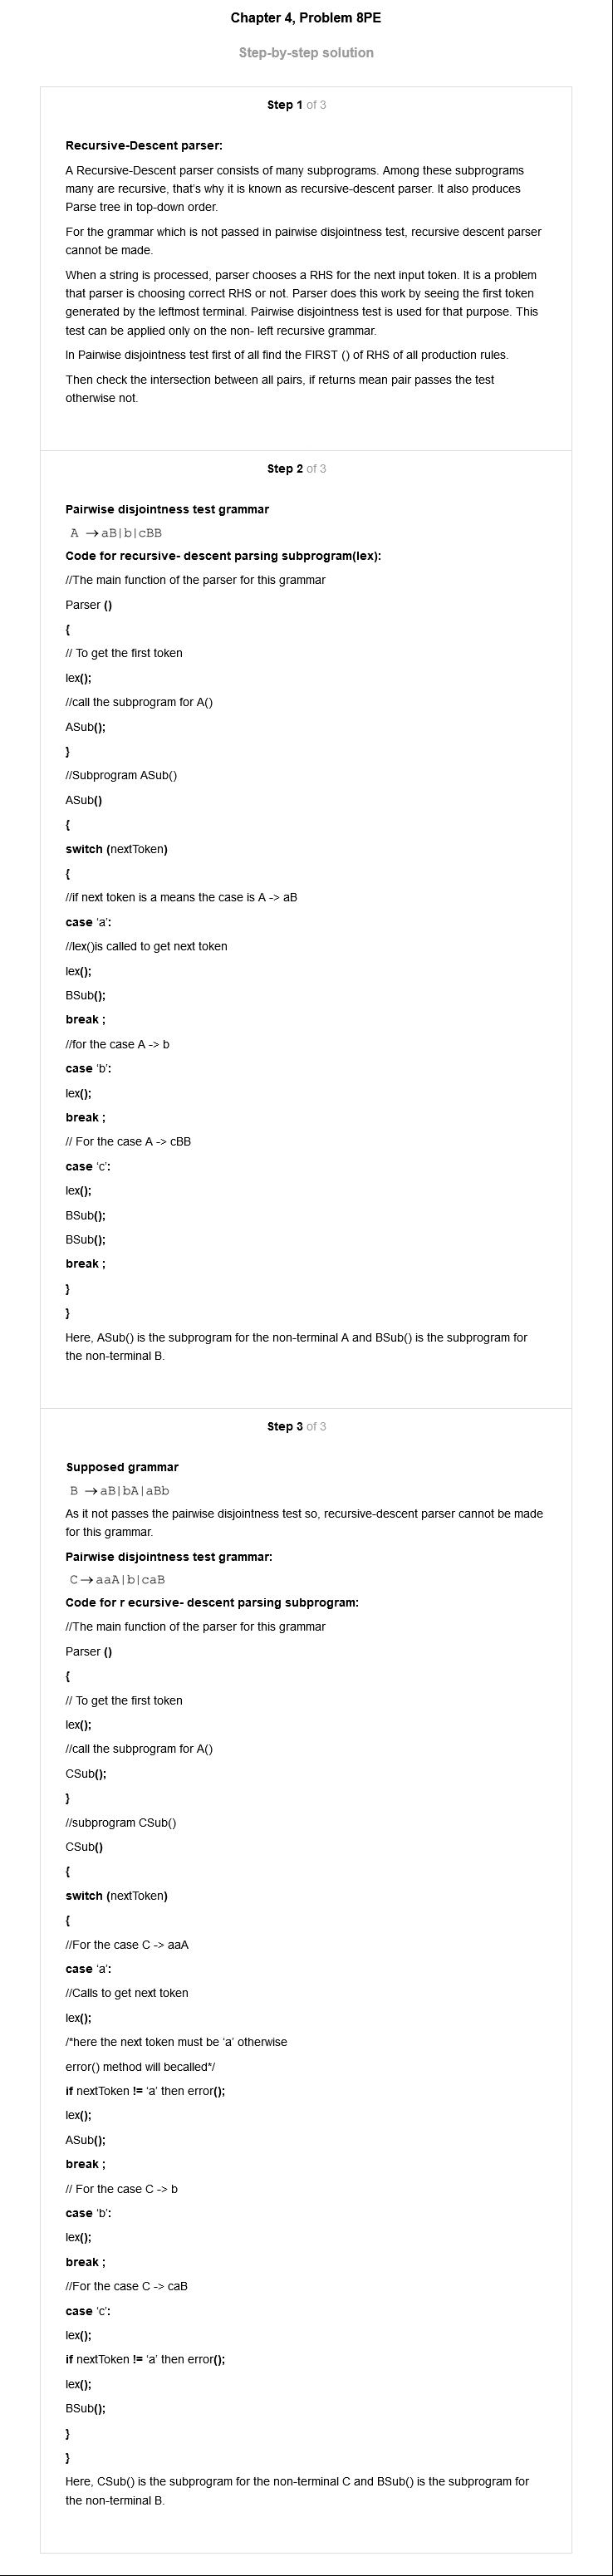 Chapter 4, Problem 8PE
Step-by-step solution
Step 1 of 3
Recursive-Descent parser:
A Recursive-Descent parser consists of many subprograms. Among these subprograms
many are recursive, that's why it is known as recursive-descent parser. It also produces
Parse tree in top-down order.
For the grammar which is not passed in pairwise disjointness test, recursive descent parser
cannot be made.
When a string is processed, parser chooses a RHS for the next input token. It is a problem
that parser is choosing correct RHS or not. Parser does this work by seeing the first token
generated by the leftmost terminal. Pairwise disjointness test is used for that purpose. This
test can be applied only on the non- left recursive grammar.
In Pairwise disjointness test first of all find the FIRST () of RHS of all production rules.
Then check the intersection between all pairs, if returns mean pair passes the test
otherwise not.
Step 2 of 3
Pairwise disjointness test grammar
A →aB|b|cBB
Code for recursive- descent parsing subprogram(lex):
//The main function of the parser for this grammar
Parser ()
{
// To get the first token
lex();
//call the subprogram for A()
ASub();
}
//Subprogram ASub()
ASub()
{
switch (nextToken)
{
//if next token is a means the case is A -> aB
case ‘a’:
//lex()is called to get next token
lex();
BSub();
break ;
//for the case A -> b
case ‘b’:
lex();
break ;
// For the case A -> cBB
case ‘c’:
lex();
BSub();
BSub();
break ;
}
}
Here, ASub() is the subprogram for the non-terminal A and BSub() is the subprogram for
the non-terminal B.
Step 3 of 3
Supposed grammar
B →aB|bA|aBb
As it not passes the pairwise disjointness test so, recursive-descent parser cannot be made
for this grammar.
Pairwise disjointness test grammar:
C→aaA|b|caB
Code for r ecursive- descent parsing subprogram:
//The main function of the parser for this grammar
Parser ()
{
// To get the first token
lex();
//call the subprogram for A()
CSub();
}
//subprogram CSub()
CSub()
{
switch (nextToken)
{
//For the case C -> aaA
case ‘a’:
//Calls to get next token
lex();
/*here the next token must be ‘a’ otherwise
error() method will becalled*/
if nextToken != ‘a’ then error();
lex();
ASub();
break ;
// For the case C -> b
case ‘b’:
lex();
break ;
//For the case C -> caB
case ‘c’:
lex();
if nextToken != ‘a’ then error();
lex();
BSub();
}
}
Here, CSub() is the subprogram for the non-terminal C and BSub() is the subprogram for
the non-terminal B.